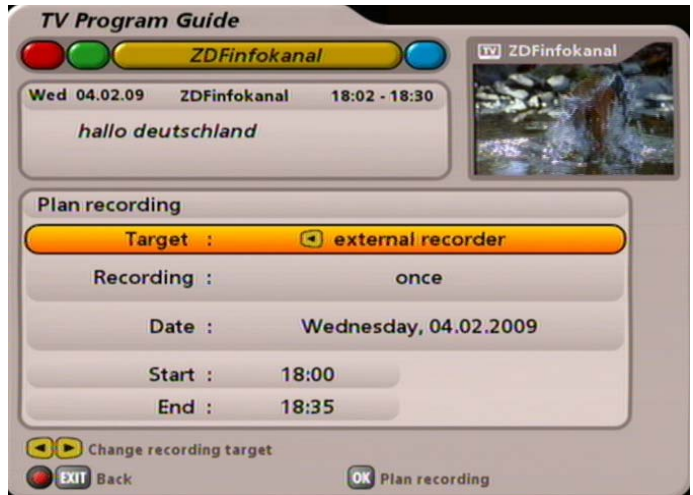 TV Program Guide
ZDFinfokanal
TV ZDFinfokanal
Wed 04.02.09 ZDFinfokanal 18:02 - 18:30
hallo deutschland
Plan recording
Target : external recorder
Recording : once
Date : Wednesday, 04.02.2009
Start : 18:00
End : 18:35
Change recording target
EXIT Back OK Plan recording